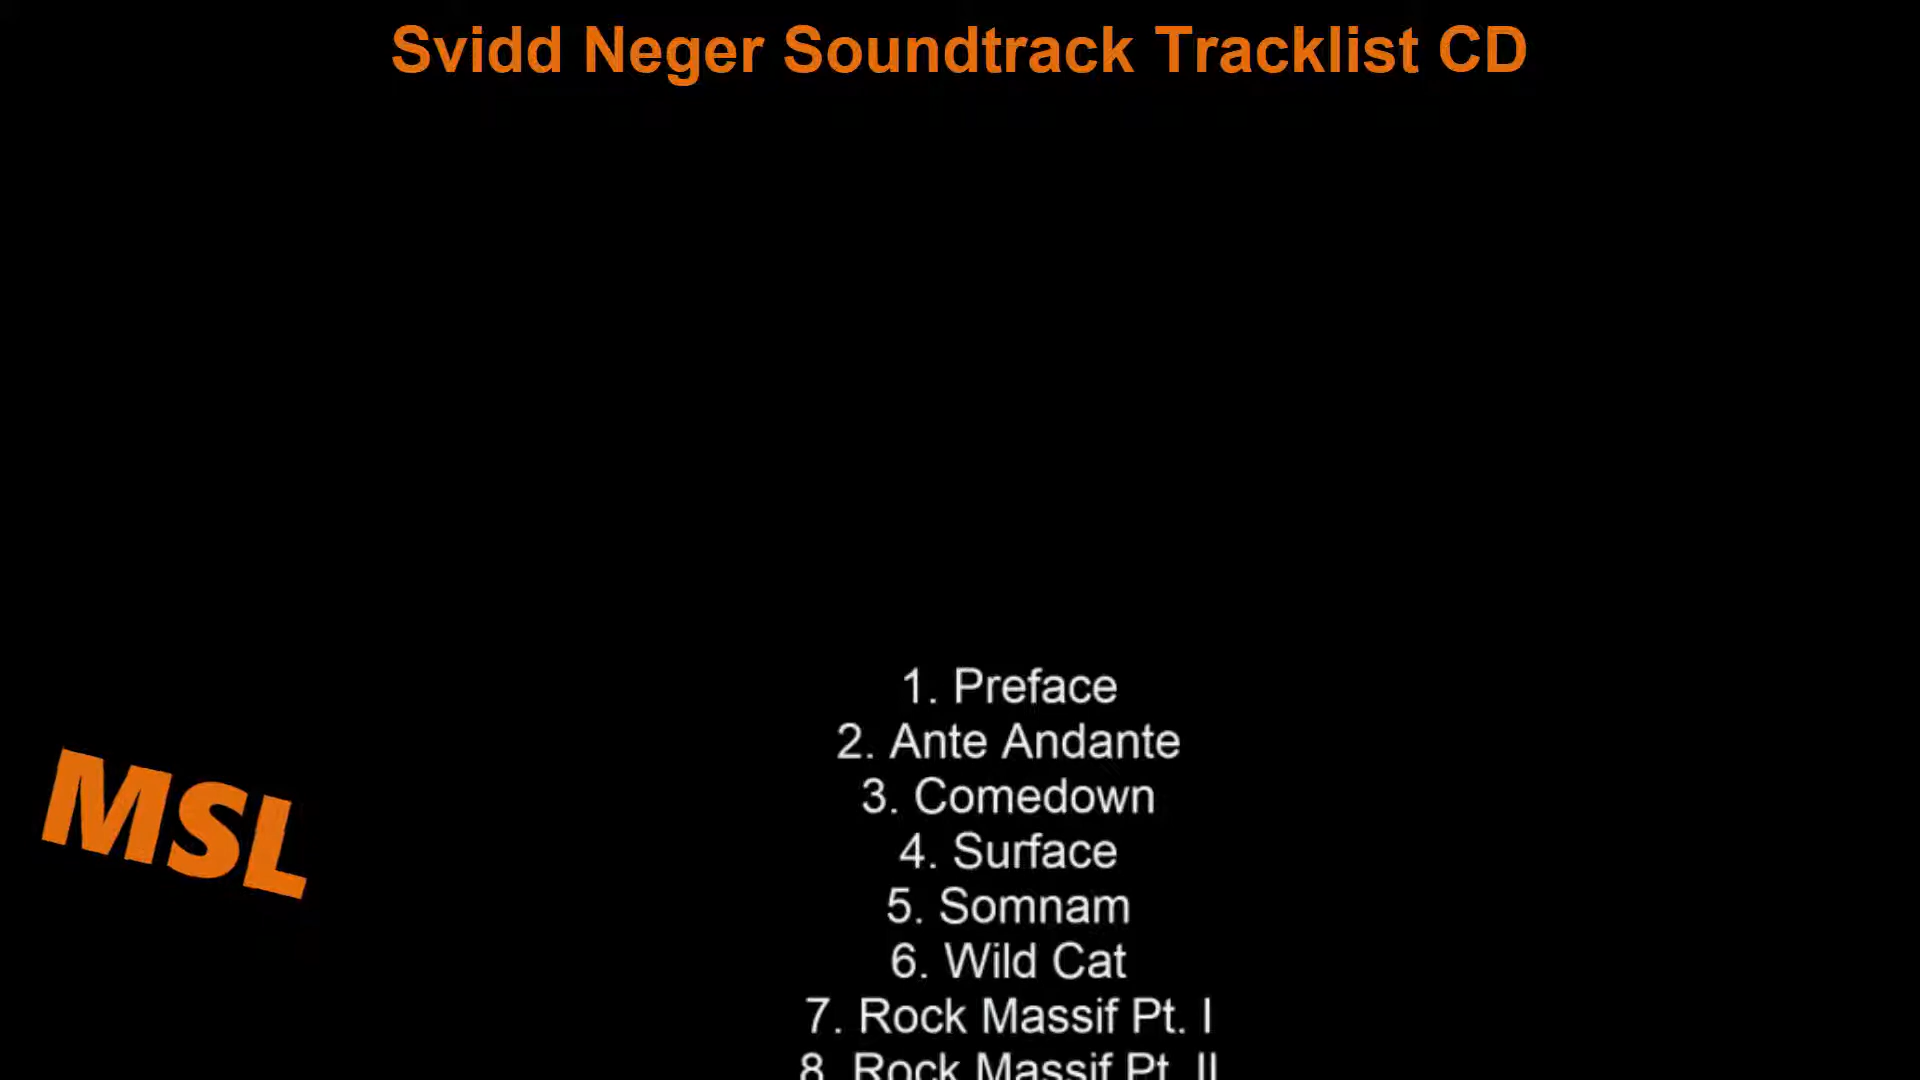 Svidd Neger Soundtrack Tracklist CD
1. Preface
2. Ante Andante
3. Comedown
4. Surface
5. Somnam
6. Wild Cat
7. Rock Massif Pt. I
8. Rock Massif Pt. II
MSL